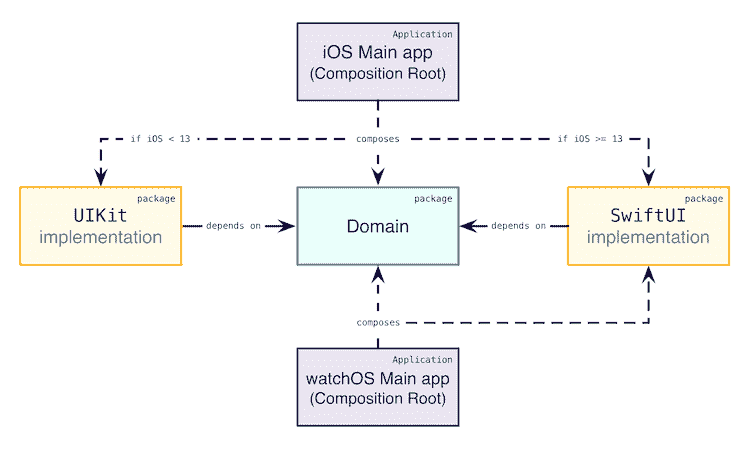 Application
iOS Main app
(Composition Root)
if iOS < 13
composes
if iOS >= 13
package
UIKit
implementation
depends on
package
Domain
depends on
package
SwiftUI
implementation
composes
Application
watchOS Main app
(Composition Root)